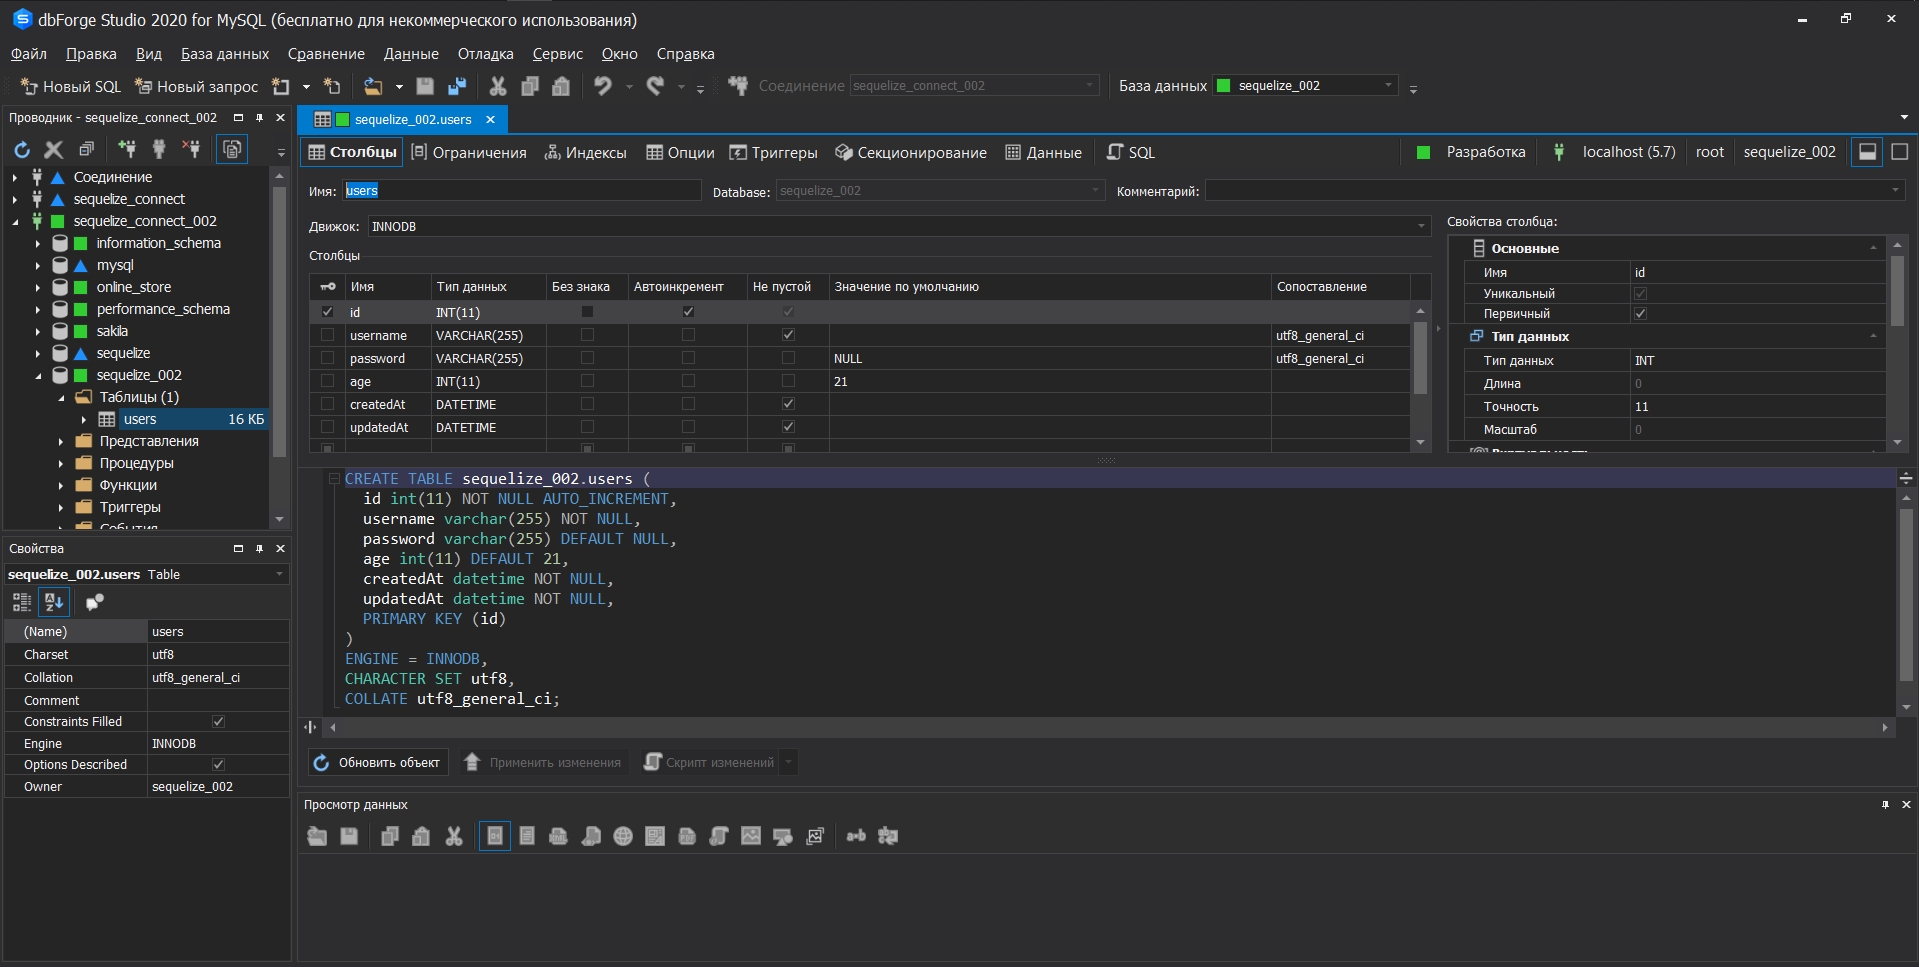 dbForge Studio 2020 for MySQL (бесплатно для некоммерческого использования)
Файл Правка Вид База данных Сравнение Данные Отладка Сервис Окно Справка
Новый SQL Новый запрос Соединение sequelize_connect_002 База данных sequelize_002
Проводник - sequelize_connect_002
Соединение
sequelize_connect
sequelize_connect_002
information_schema
mysql
online_store
performance_schema
sakila
sequelize
sequelize_002
Таблицы (1)
users 16 КБ
Представления
Процедуры
Функции
Триггеры
События
Свойства
sequelize_002.users Table
(Name) users
Charset utf8
Collation utf8_general_ci
Comment
Constraints Filled
Engine INNODB
Options Described
Owner sequelize_002
sequelize_002.users
Столбцы Ограничения Индексы Опции Триггеры Секционирование Данные SQL
Разработка localhost (5.7) root sequelize_002
Имя: users Database: sequelize_002 Комментарий:
Движок: INNODB
Столбцы
Имя Тип данных Без знака Автоинкремент Не пустой Значение по умолчанию Сопоставление
id INT(11)
username VARCHAR(255) utf8_general_ci
password VARCHAR(255) NULL utf8_general_ci
age INT(11) 21
createdAt DATETIME
updatedAt DATETIME
Свойства столбца:
Основные
Имя id
Уникальный
Первичный
Тип данных
Тип данных INT
Длина 0
Точность 11
Масштаб 0
CREATE TABLE sequelize_002.users (
id int(11) NOT NULL AUTO_INCREMENT,
username varchar(255) NOT NULL,
password varchar(255) DEFAULT NULL,
age int(11) DEFAULT 21,
createdAt datetime NOT NULL,
updatedAt datetime NOT NULL,
PRIMARY KEY (id)
)
ENGINE = INNODB,
CHARACTER SET utf8,
COLLATE utf8_general_ci;
Обновить объект Применить изменения Скрипт изменений
Просмотр данных